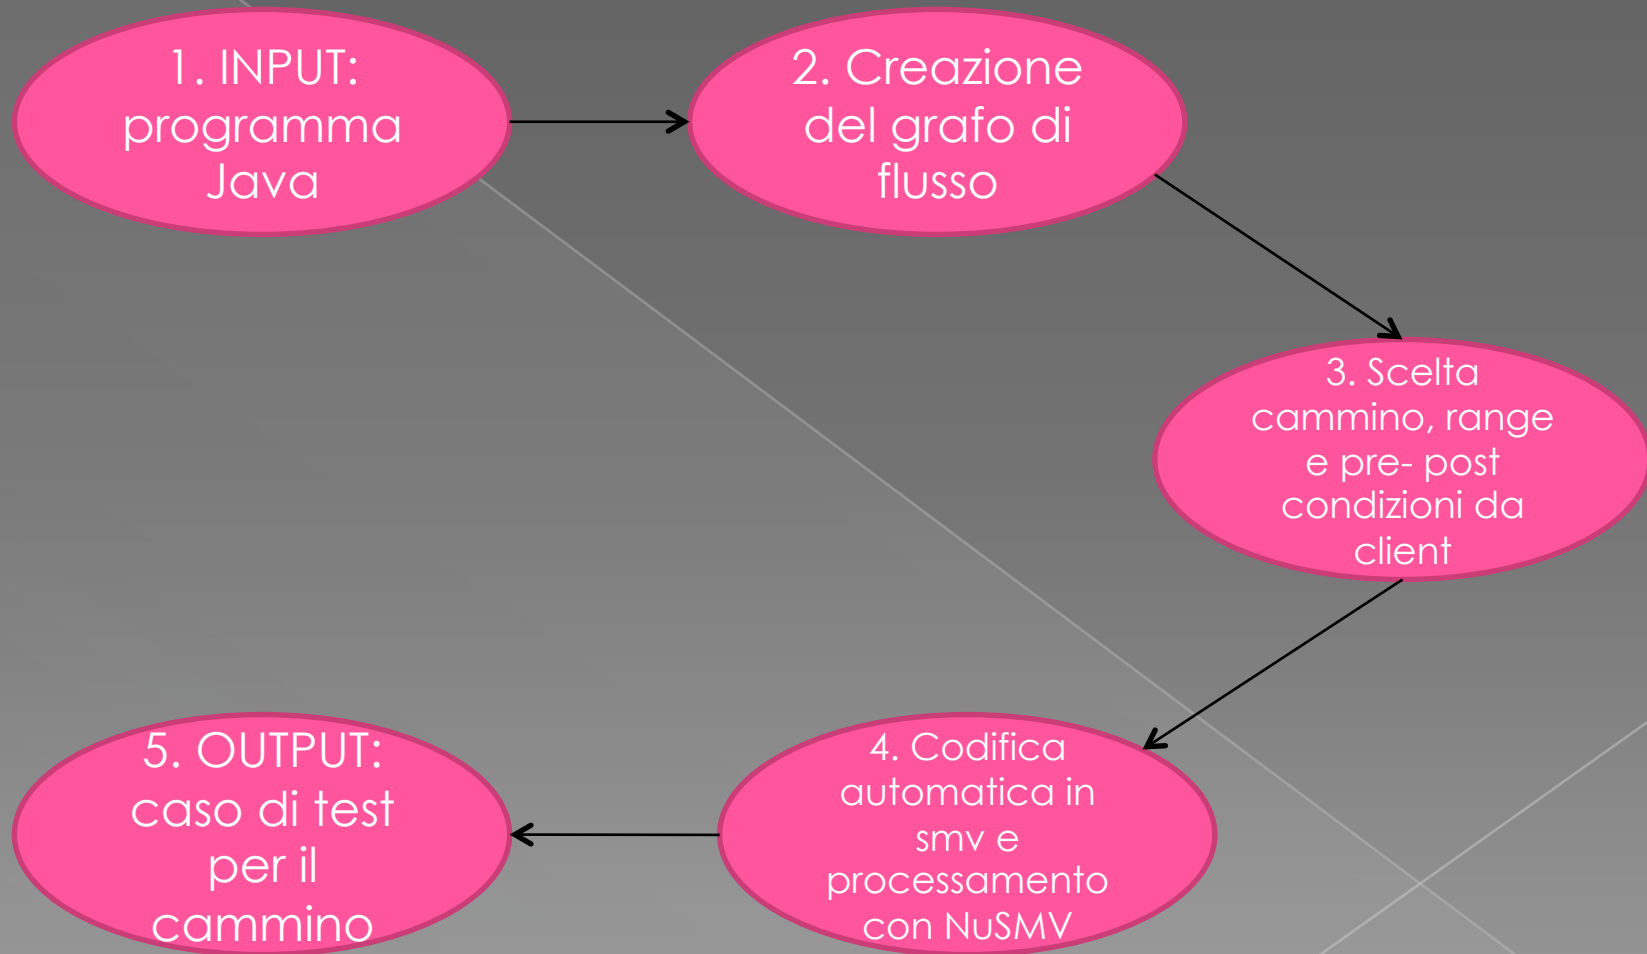 1. INPUT:
programma
Java
2. Creazione
del grafo di
flusso
3. Scelta
cammino, range
e pre- post
condizioni da
client
4. Codifica
automatica in
smv e
processamento
con NuSMV
5. OUTPUT:
caso di test
per il
cammino